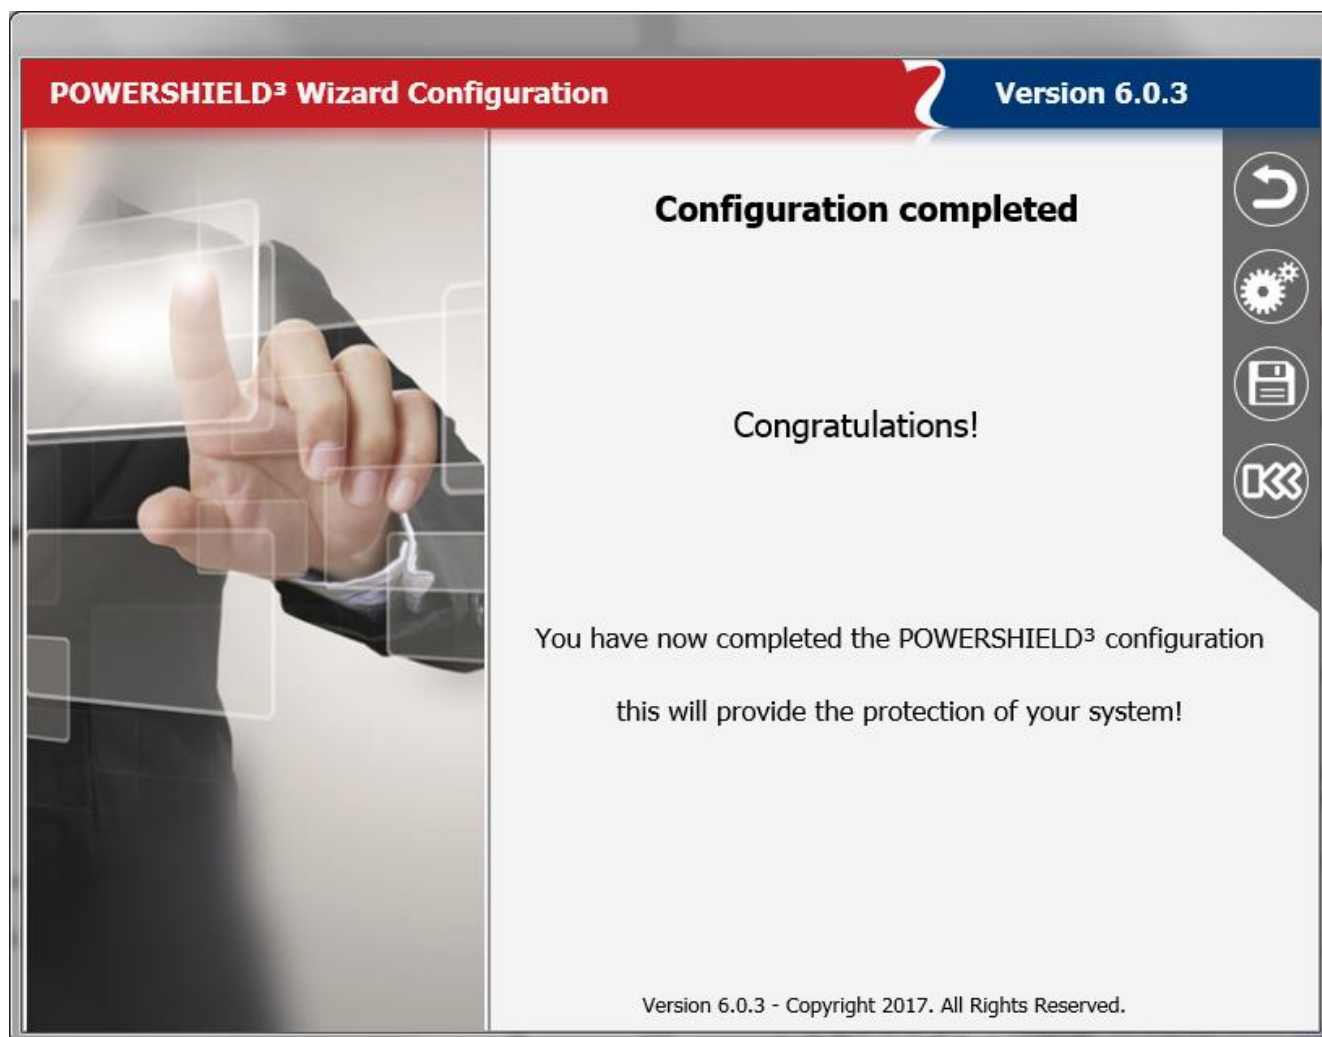 POWERSHIELD³ Wizard Configuration
Version 6.0.3
Configuration completed
Congratulations!
You have now completed the POWERSHIELD³ configuration
this will provide the protection of your system!
Version 6.0.3 - Copyright 2017. All Rights Reserved.